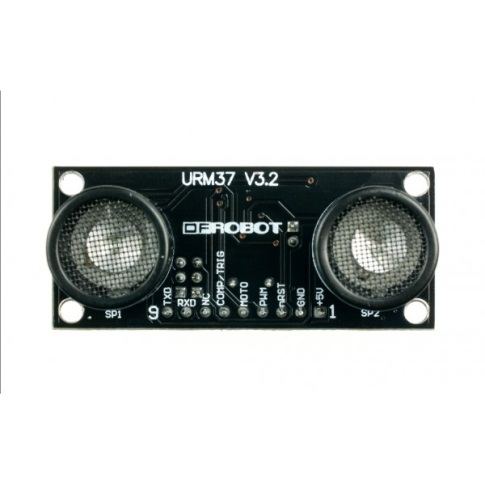 URM37 V3.2
DFROBOT
TXD
RXD
NC
COMP/TRIG
MOTO
PWM
nRST
GND
+5V
SP1
9
1
SP2